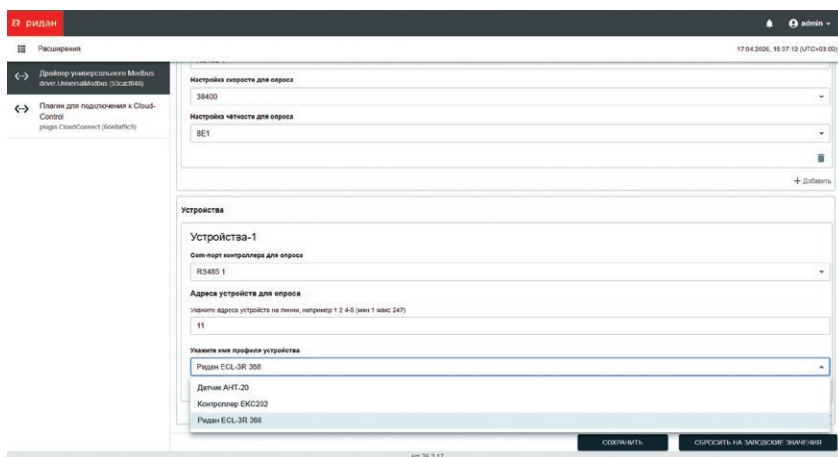 ридан
admin
Расширения
17.04.2026, 15:37:12 (UTC+03:00)
Драйвер универсального Modbus
driver.UniversalModbus (53cacf848)
Плагин для подключения к Cloud-
Control
Настройка скорости для опроса
38400
Настройка чётности для опроса
8E1
+ Добавить
Устройства
Устройства-1
Com-порт контроллера для опроса
RS485 1
Адреса устройств для опроса
Укажите адреса устройств на линии, например 1 2 4-5 (мин 1 макс 247)
11
Укажите имя профиля устройства
Ридан ECL-3R 368
Датчик AHT-20
Контроллер EKC202
Ридан ECL-3R 368
СОХРАНИТЬ
СБРОСИТЬ НА ЗАВОДСКИЕ ЗНАЧЕНИЯ